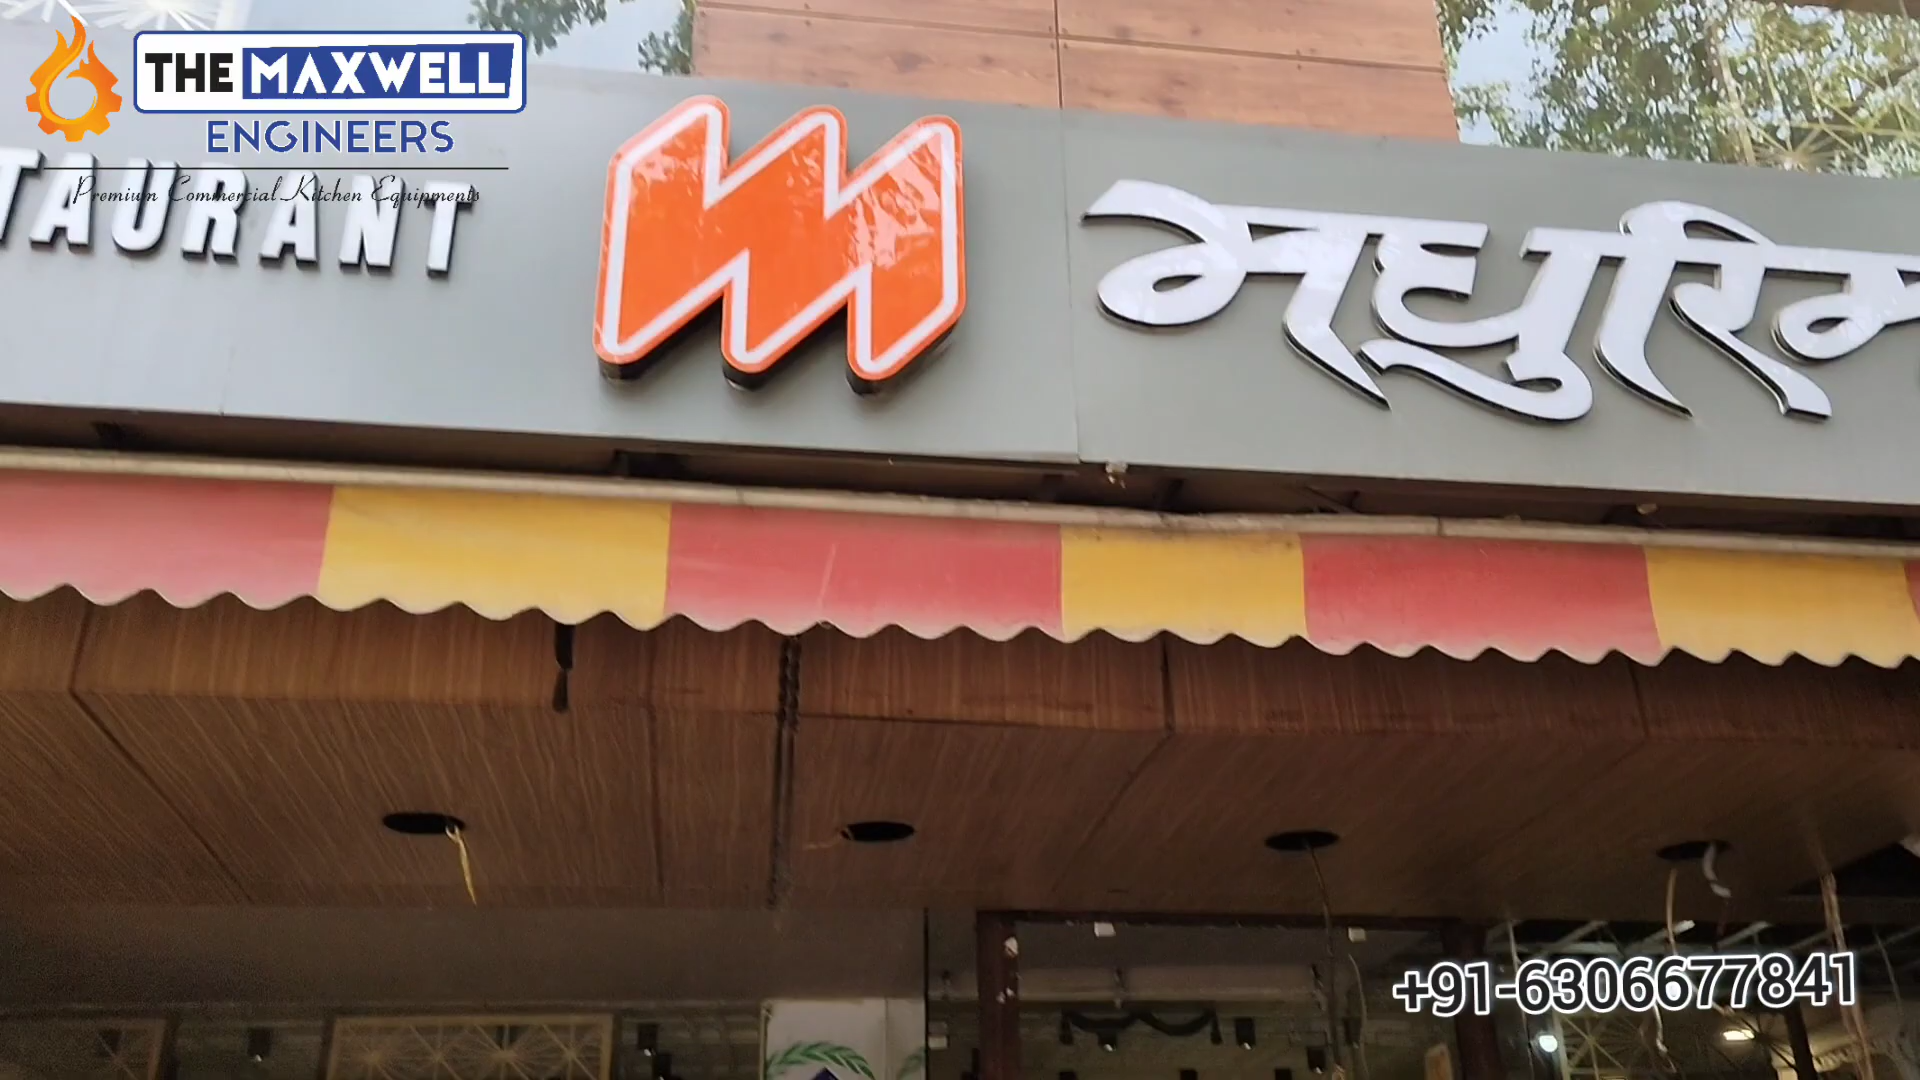 THE MAXWELL
ENGINEERS
Premium Commercial Kitchen Equipments
TAURANT
मधुरिम
+91-6306677841